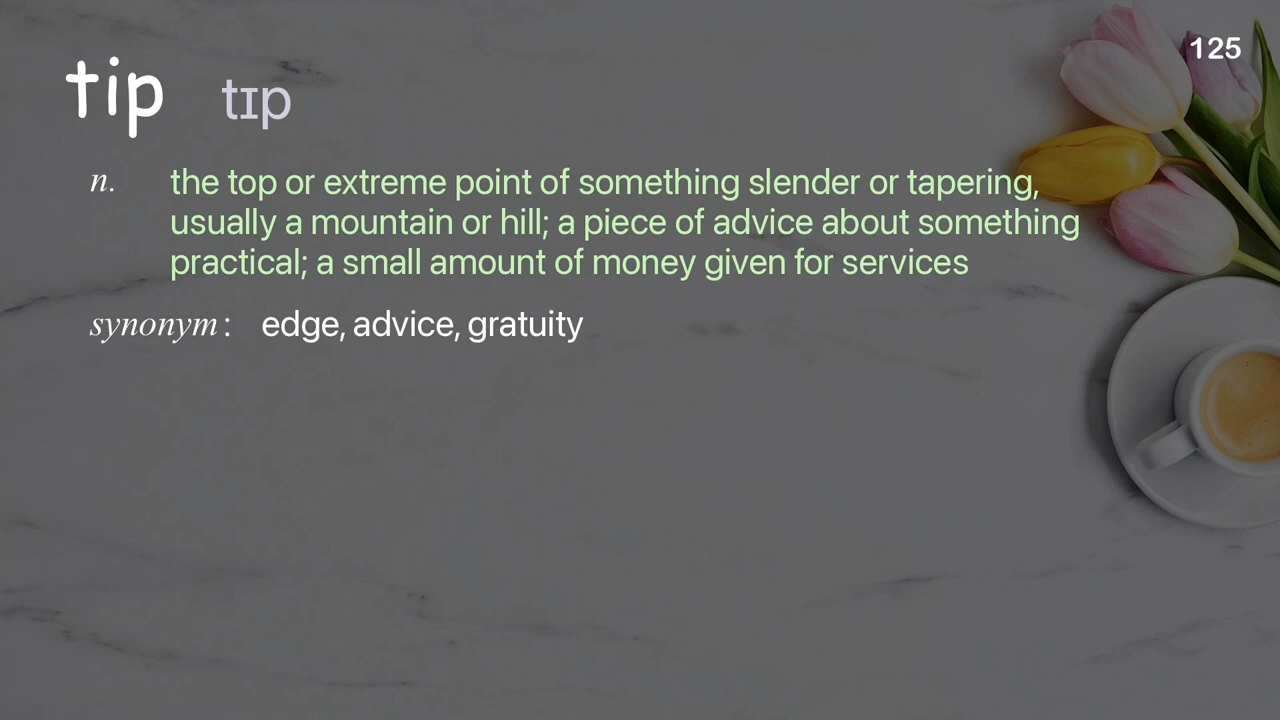 125
tip tɪp
n. the top or extreme point of something slender or tapering,
usually a mountain or hill; a piece of advice about something
practical; a small amount of money given for services
synonym: edge, advice, gratuity